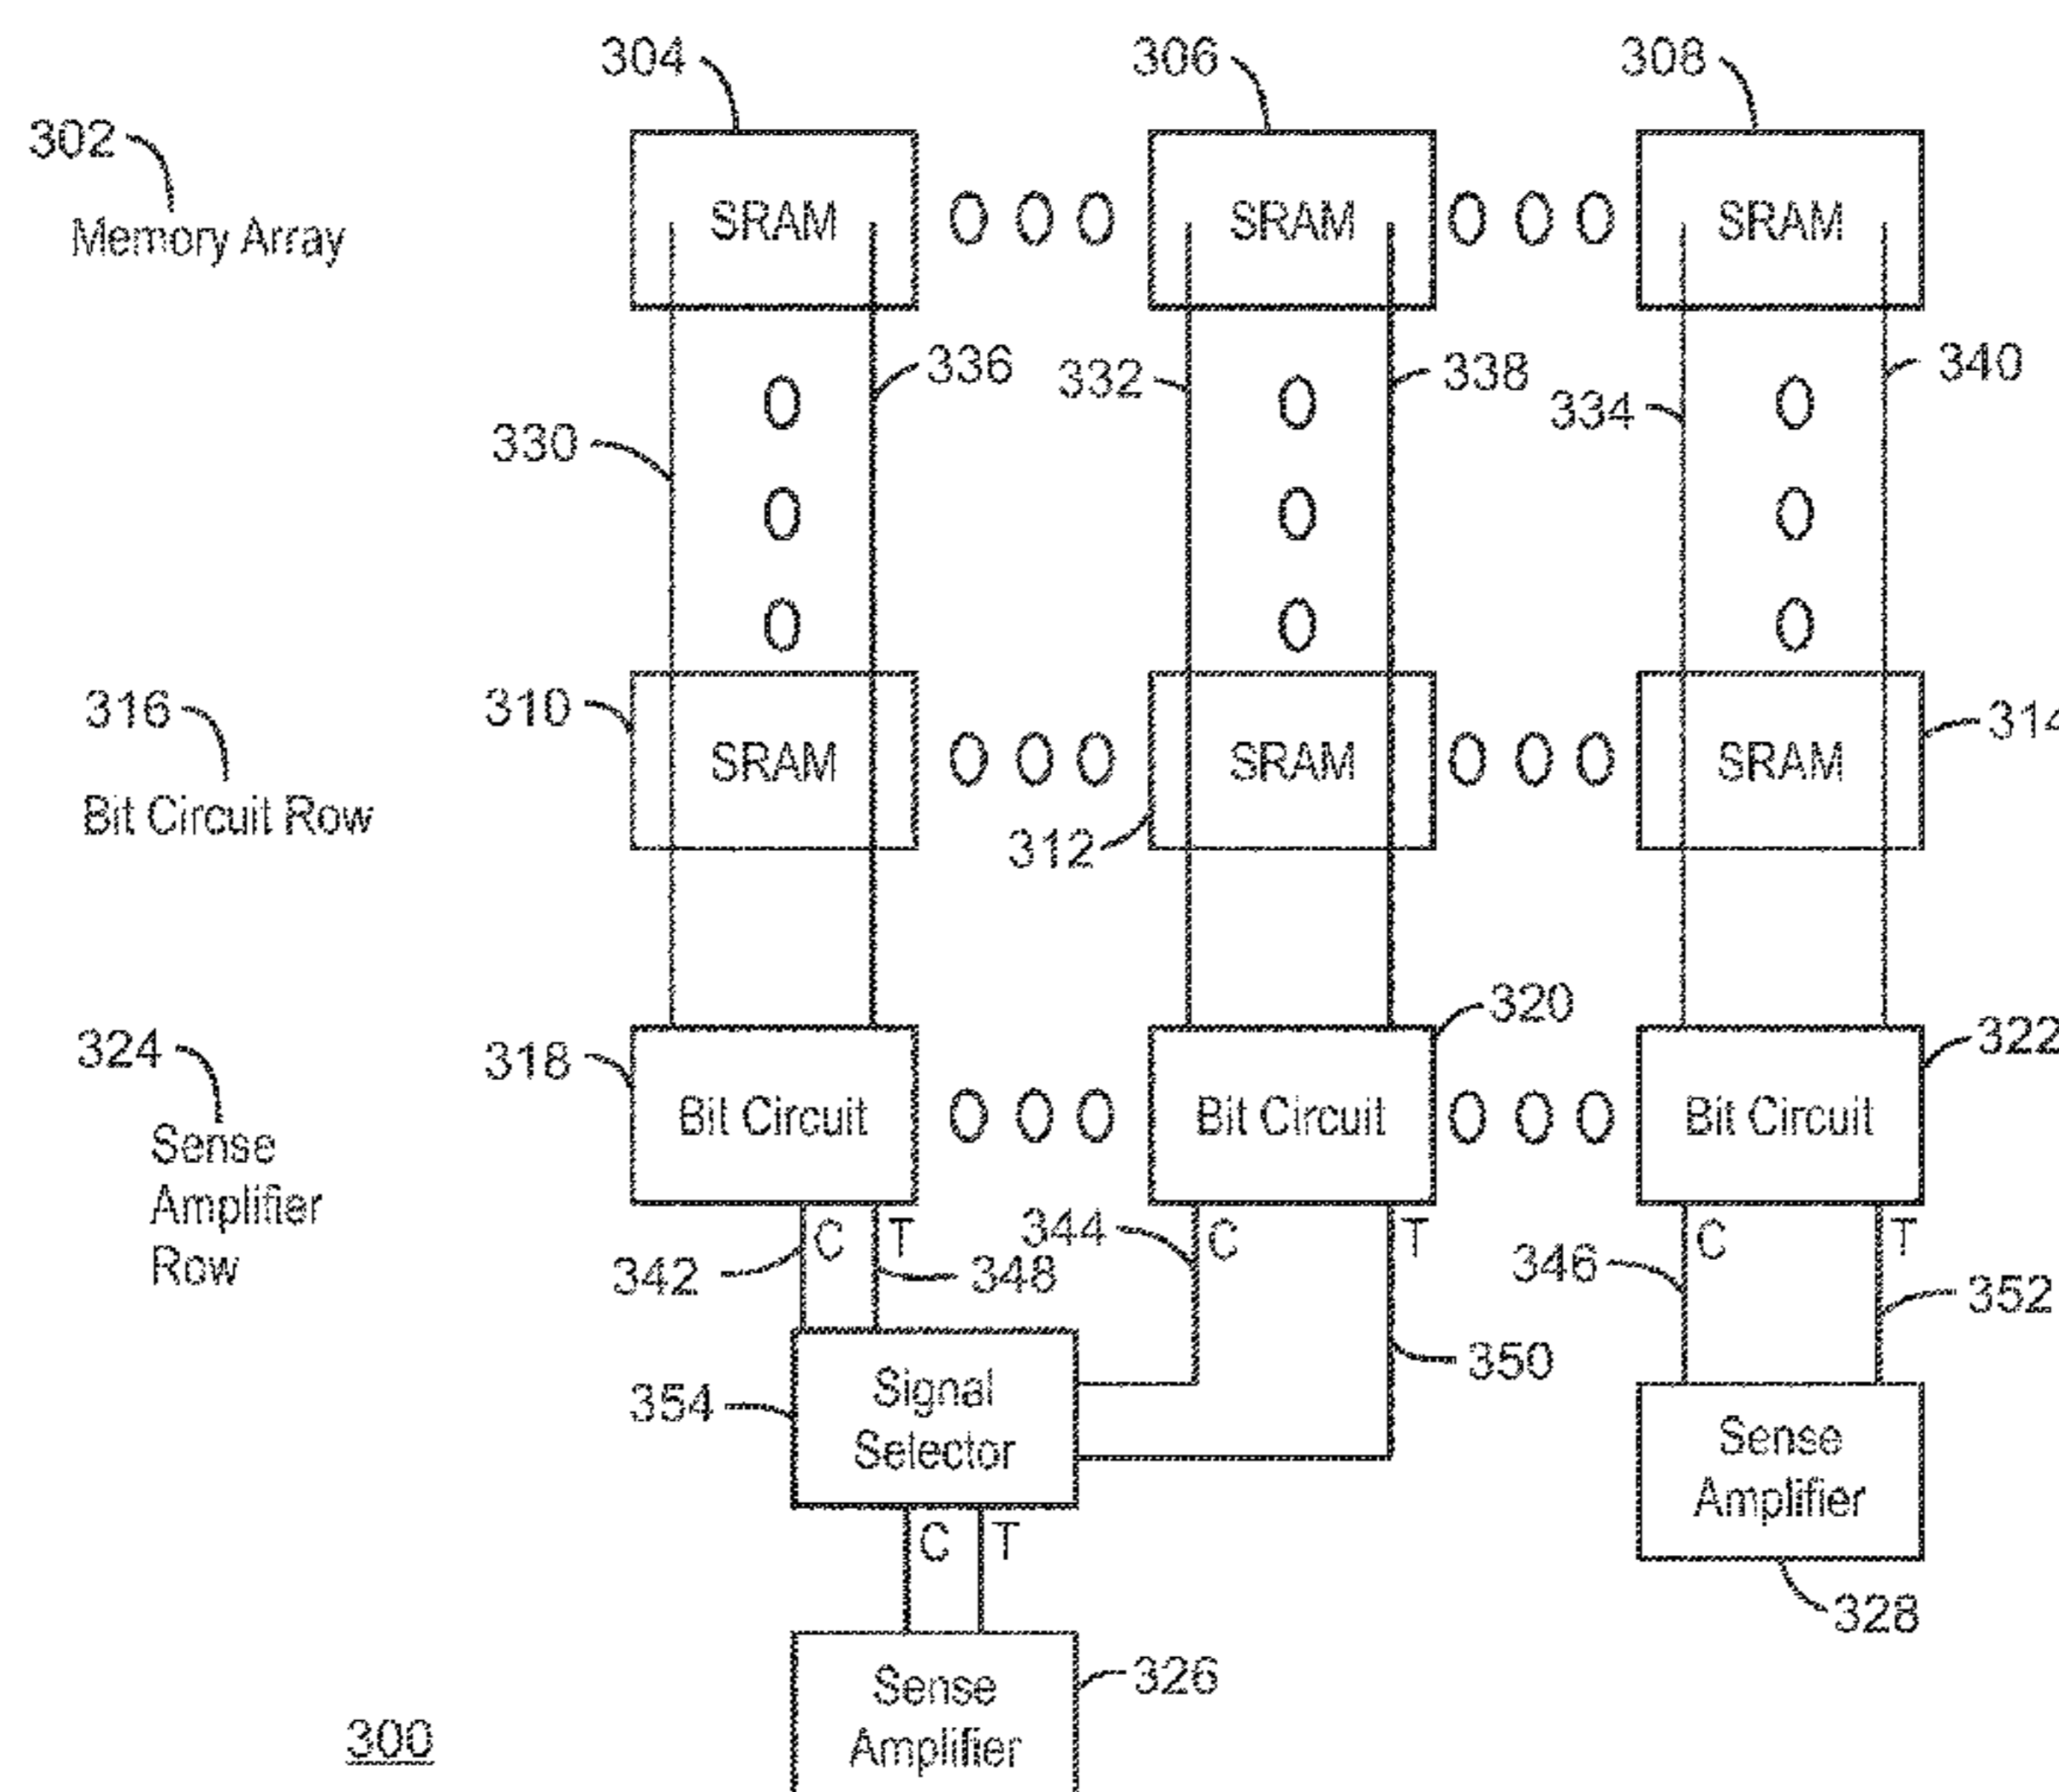 304 306 308
302
Memory Array
SRAM SRAM SRAM
336 332 338 334 340
330
316 310 314
SRAM SRAM SRAM
Bit Circuit Row
312
320
324 318 322
Bit Circuit Bit Circuit Bit Circuit
Sense
Amplifier
Row
C T 344 C T 346 C T
342 348 352
354 Signal
Selector
350
Sense
Amplifier
C T
328
Sense
Amplifier
326
300